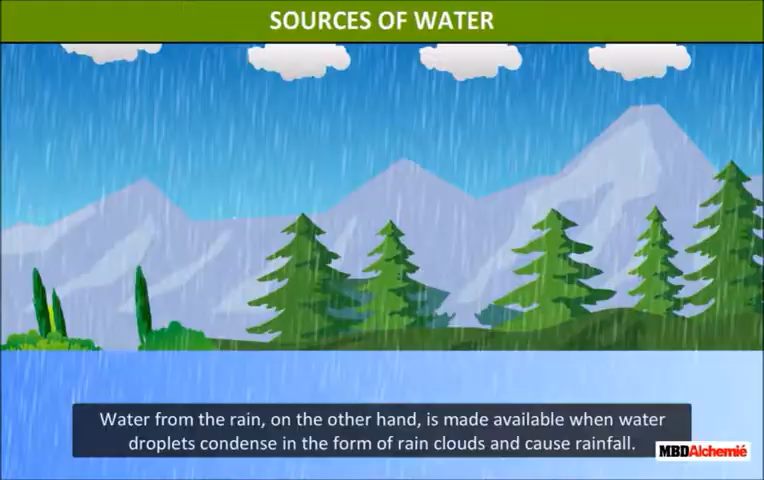 SOURCES OF WATER
Water from the rain, on the other hand, is made available when water
droplets condense in the form of rain clouds and cause rainfall.
MBDAlchemié